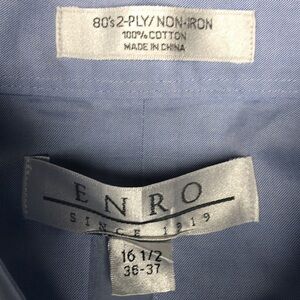 80's 2-PLY/ NON-IRON
100% COTTON
MADE IN CHINA
ENRO
SINCE 1919
16 1/2
36-37